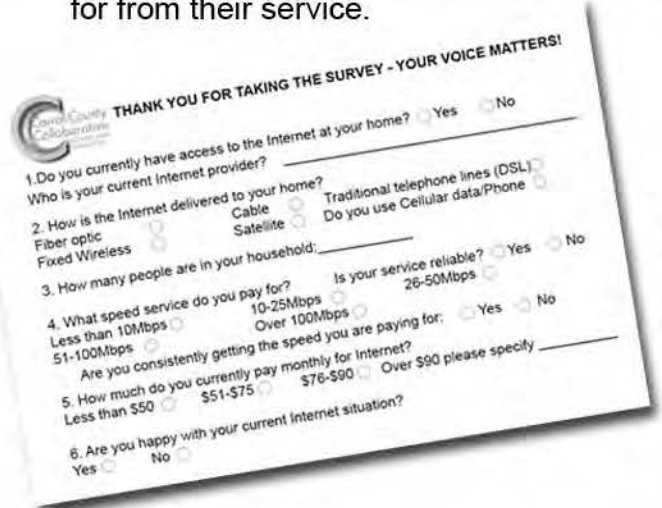 for from their service.
Carroll County
Collaborative
THANK YOU FOR TAKING THE SURVEY - YOUR VOICE MATTERS!
1.Do you currently have access to the Internet at your home? Yes No
Who is your current Internet provider?
2. How is the Internet delivered to your home?
Fiber optic Cable Traditional telephone lines (DSL)
Fixed Wireless Satellite Do you use Cellular data/Phone
3. How many people are in your household:
4. What speed service do you pay for? Is your service reliable? Yes No
Less than 10Mbps 10-25Mbps 26-50Mbps
51-100Mbps Over 100Mbps
Are you consistently getting the speed you are paying for: Yes No
5. How much do you currently pay monthly for Internet?
Less than $50 $51-$75 $76-$90 Over $90 please specify
6. Are you happy with your current Internet situation?
Yes No